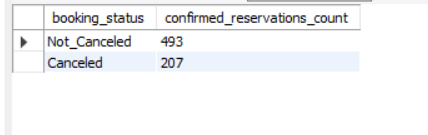 booking_status confirmed_reservations_count
Not_Canceled 493
Canceled 207